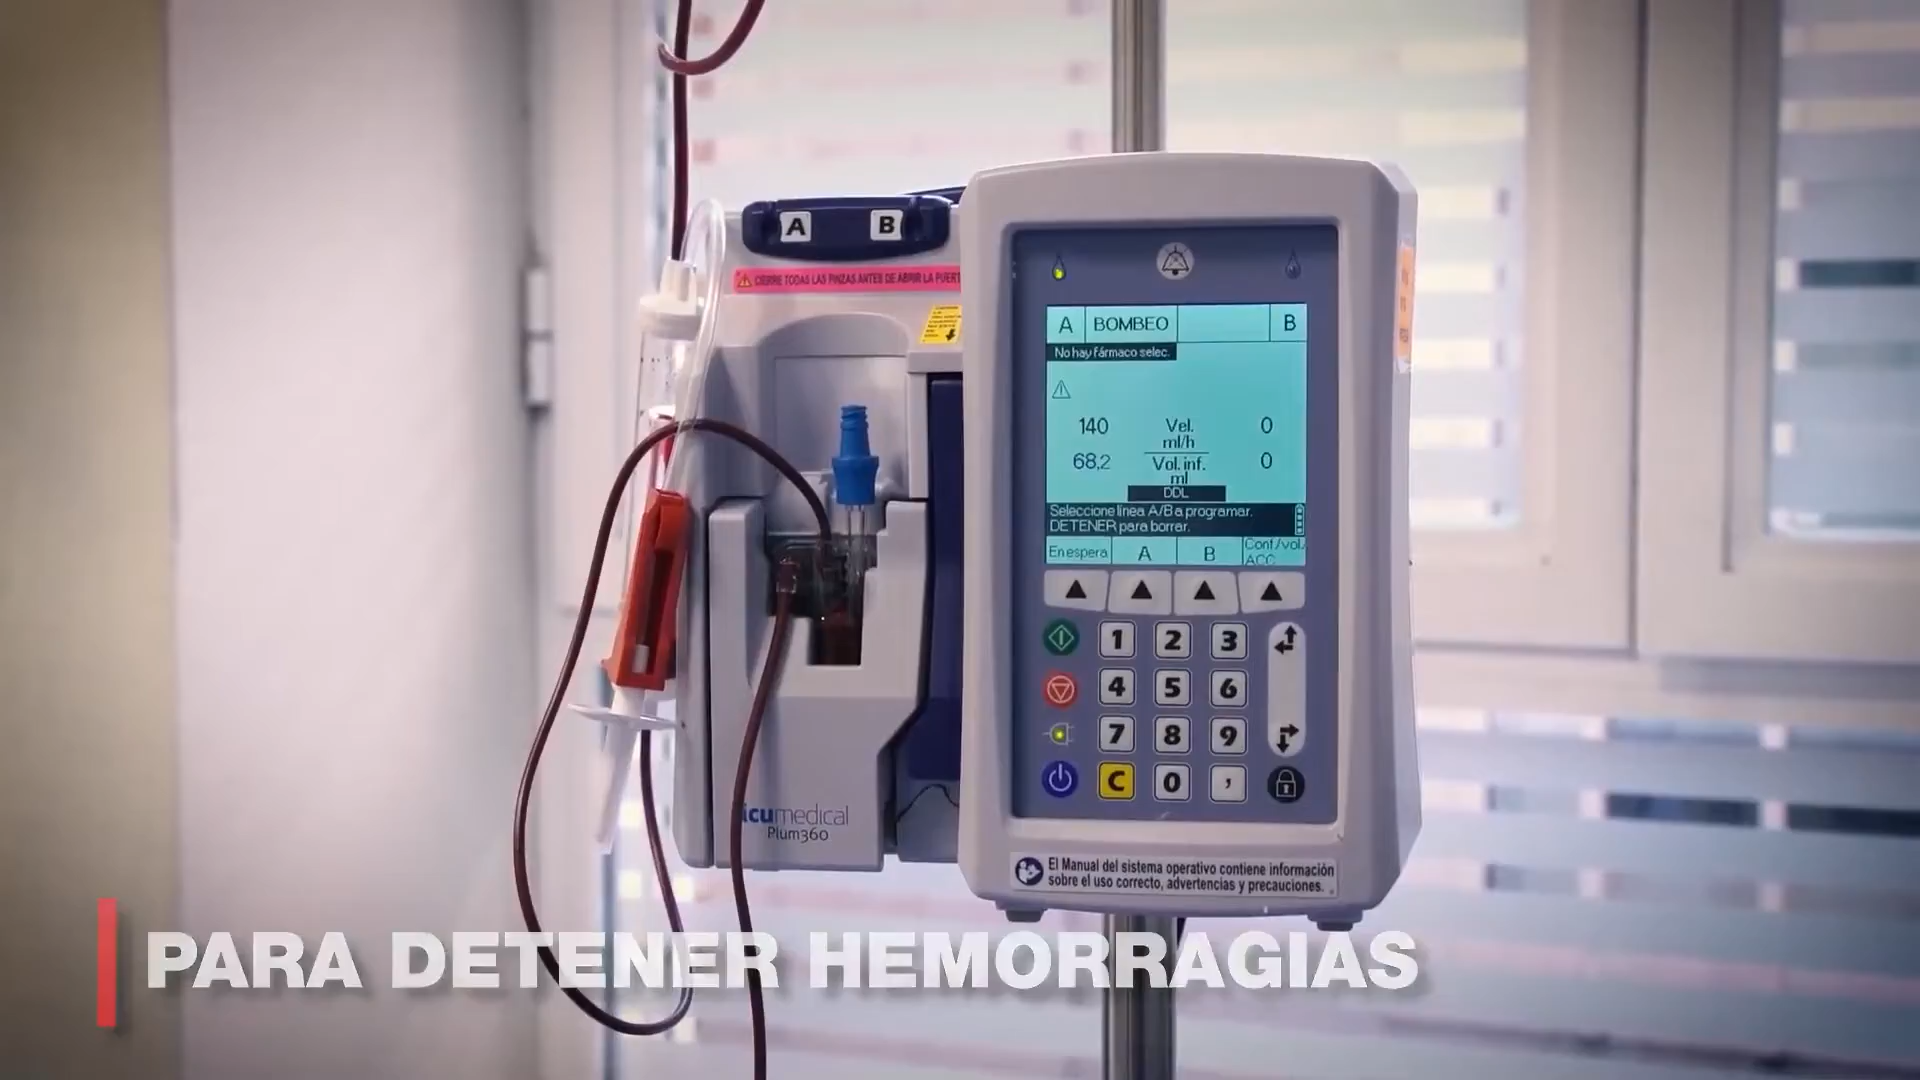 A B
CIERRE TODAS LAS PINZAS ANTES DE ABRIR LA PUERT
A BOMBEO B
No hay fármaco selec.
140 Vel. 0
ml/h
68,2 Vol. inf. 0
ml
DDL
Seleccione línea A/B a programar.
DETENER para borrar.
En espera A B Conf./vol.
ACC
1 2 3
4 5 6
7 8 9
C 0 ,
icumedical
Plum360
El Manual del sistema operativo contiene información
sobre el uso correcto, advertencias y precauciones.
PARA DETENER HEMORRAGIAS